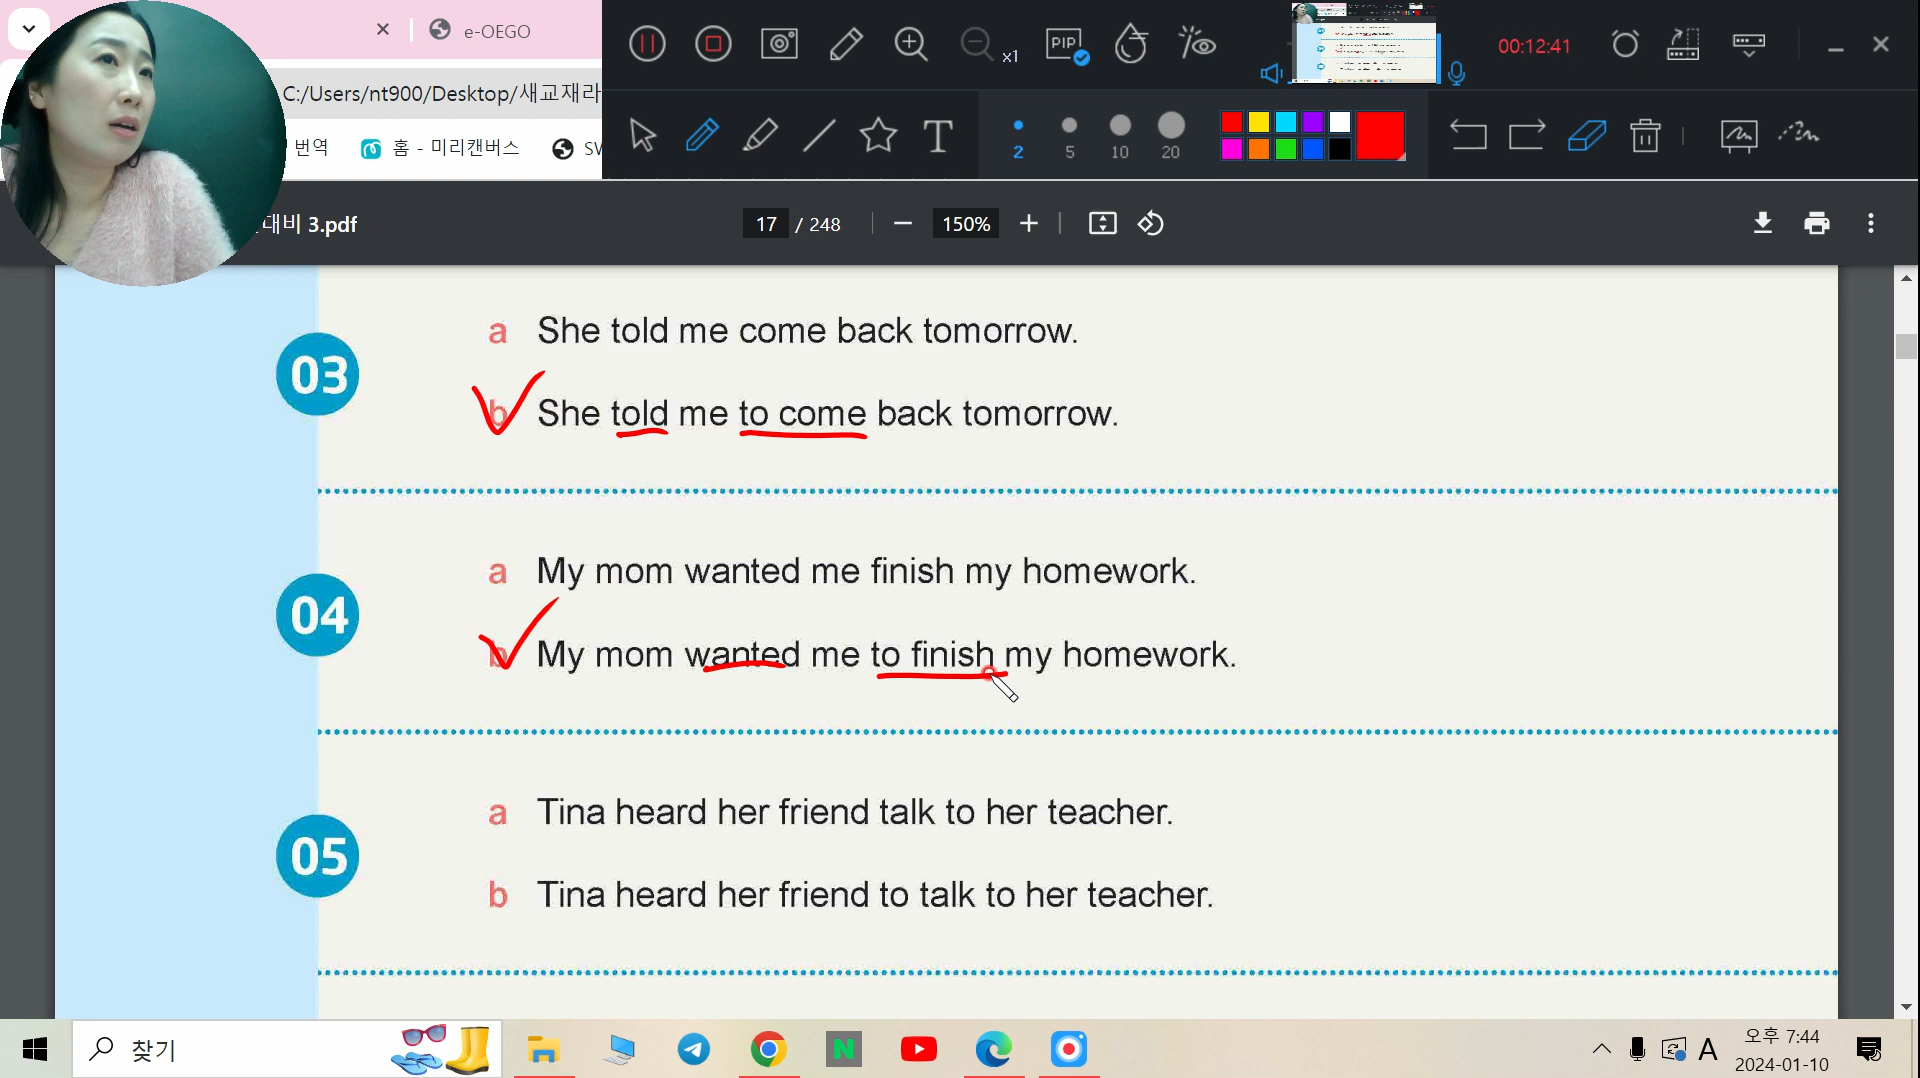 e-OEGO
x1
PIP
00:12:41
C:/Users/nt900/Desktop/새교재라
번역
홈 - 미리캔버스
T
2
5
10
20
대비 3.pdf
17 / 248
150%
03
a She told me come back tomorrow.
b She told me to come back tomorrow.
04
a My mom wanted me finish my homework.
b My mom wanted me to finish my homework.
05
a Tina heard her friend talk to her teacher.
b Tina heard her friend to talk to her teacher.
찾기
N
A
오후 7:44
2024-01-10